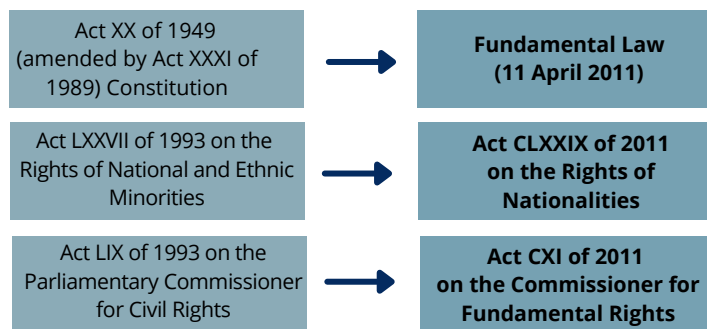 Act XX of 1949
(amended by Act XXXI of
1989) Constitution
Fundamental Law
(11 April 2011)
Act LXXVII of 1993 on the
Rights of National and Ethnic
Minorities
Act CLXXIX of 2011
on the Rights of
Nationalities
Act LIX of 1993 on the
Parliamentary Commissioner
for Civil Rights
Act CXI of 2011
on the Commissioner for
Fundamental Rights